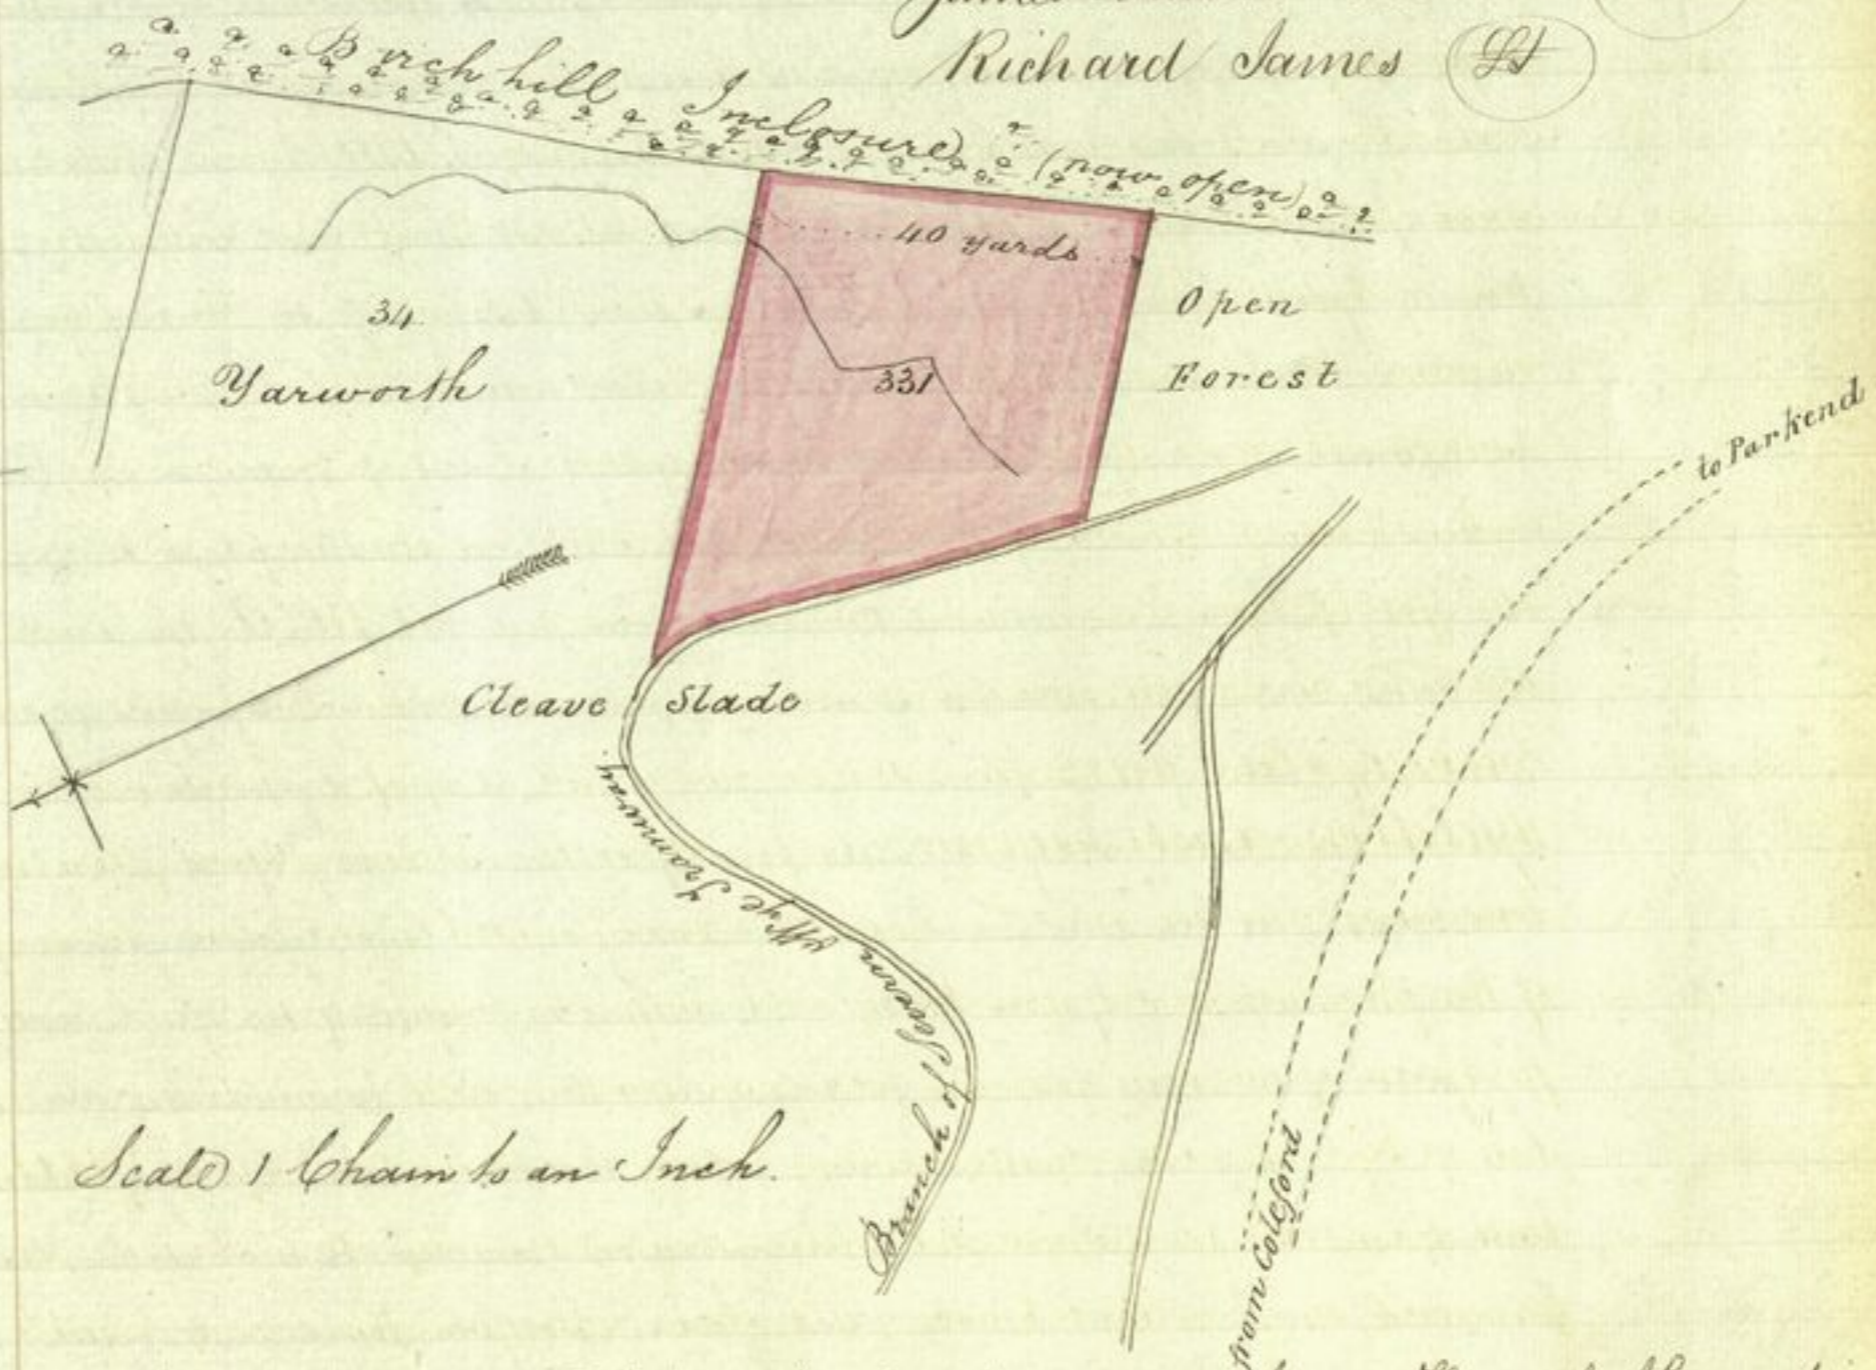 Richard James LS
Birch hill Inclosure (now open)
40 yards
34
Yarworth
331
Open
Forest
to Parkend
Cleave Slade
Branch of Severn & Wye Tramway.
Scale 1 Chain to an Inch.
from Coleford